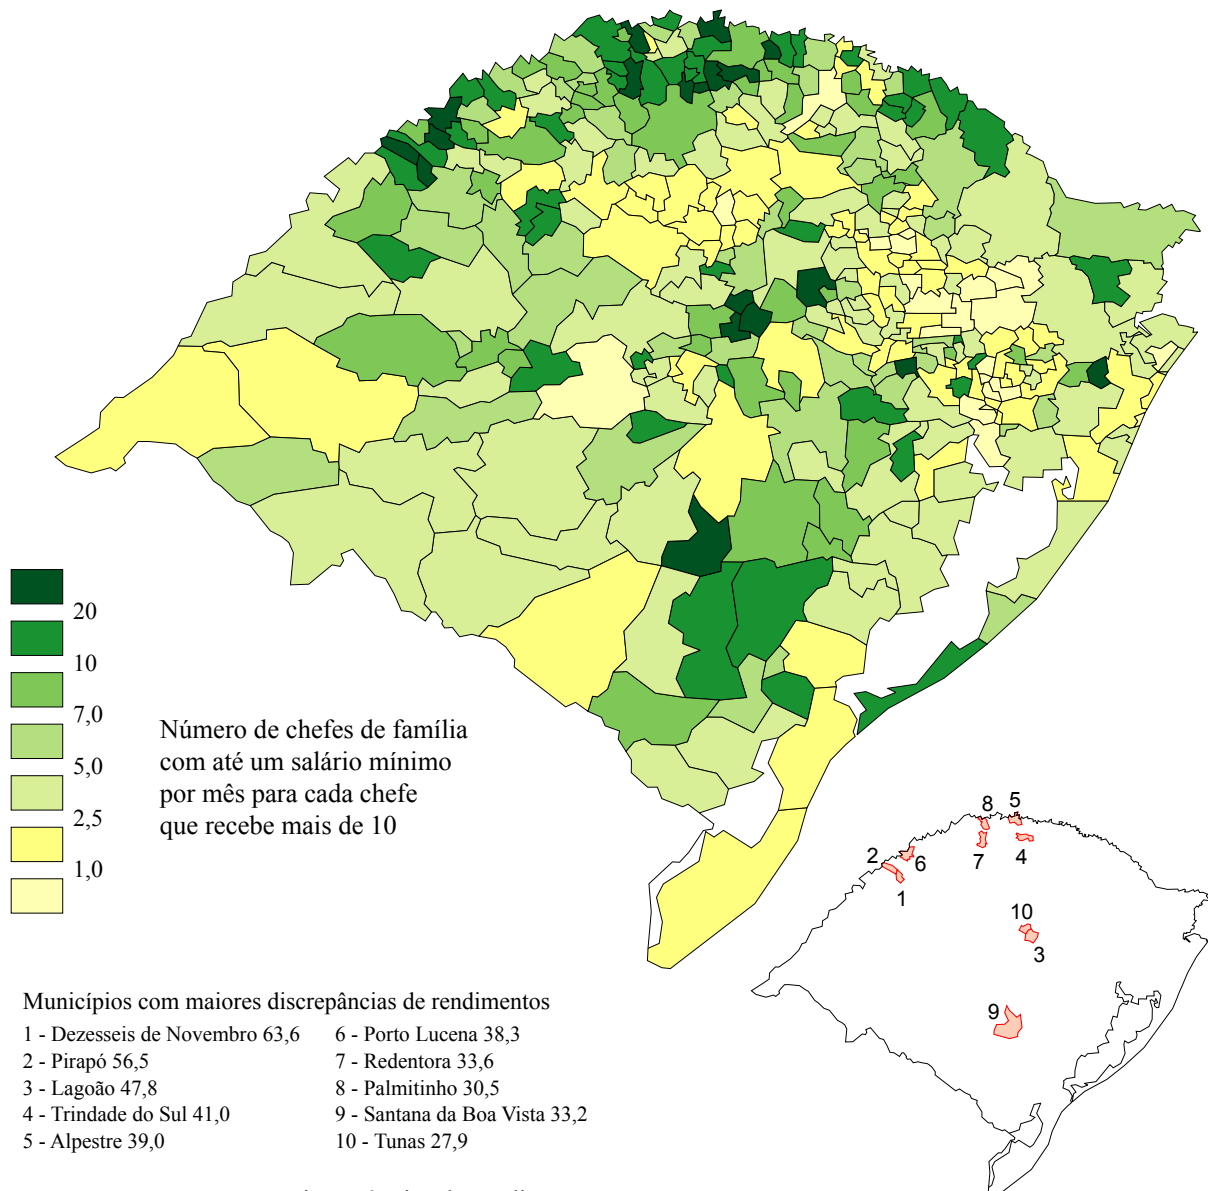 20
10
7,0
5,0
2,5
1,0
Número de chefes de família
com até um salário mínimo
por mês para cada chefe
que recebe mais de 10
8
5
2
6
7
4
1
10
3
9
Municípios com maiores discrepâncias de rendimentos
1 - Dezesseis de Novembro 63,6
2 - Pirapó 56,5
3 - Lagoão 47,8
4 - Trindade do Sul 41,0
5 - Alpestre 39,0
6 - Porto Lucena 38,3
7 - Redentora 33,6
8 - Palmitinho 30,5
9 - Santana da Boa Vista 33,2
10 - Tunas 27,9